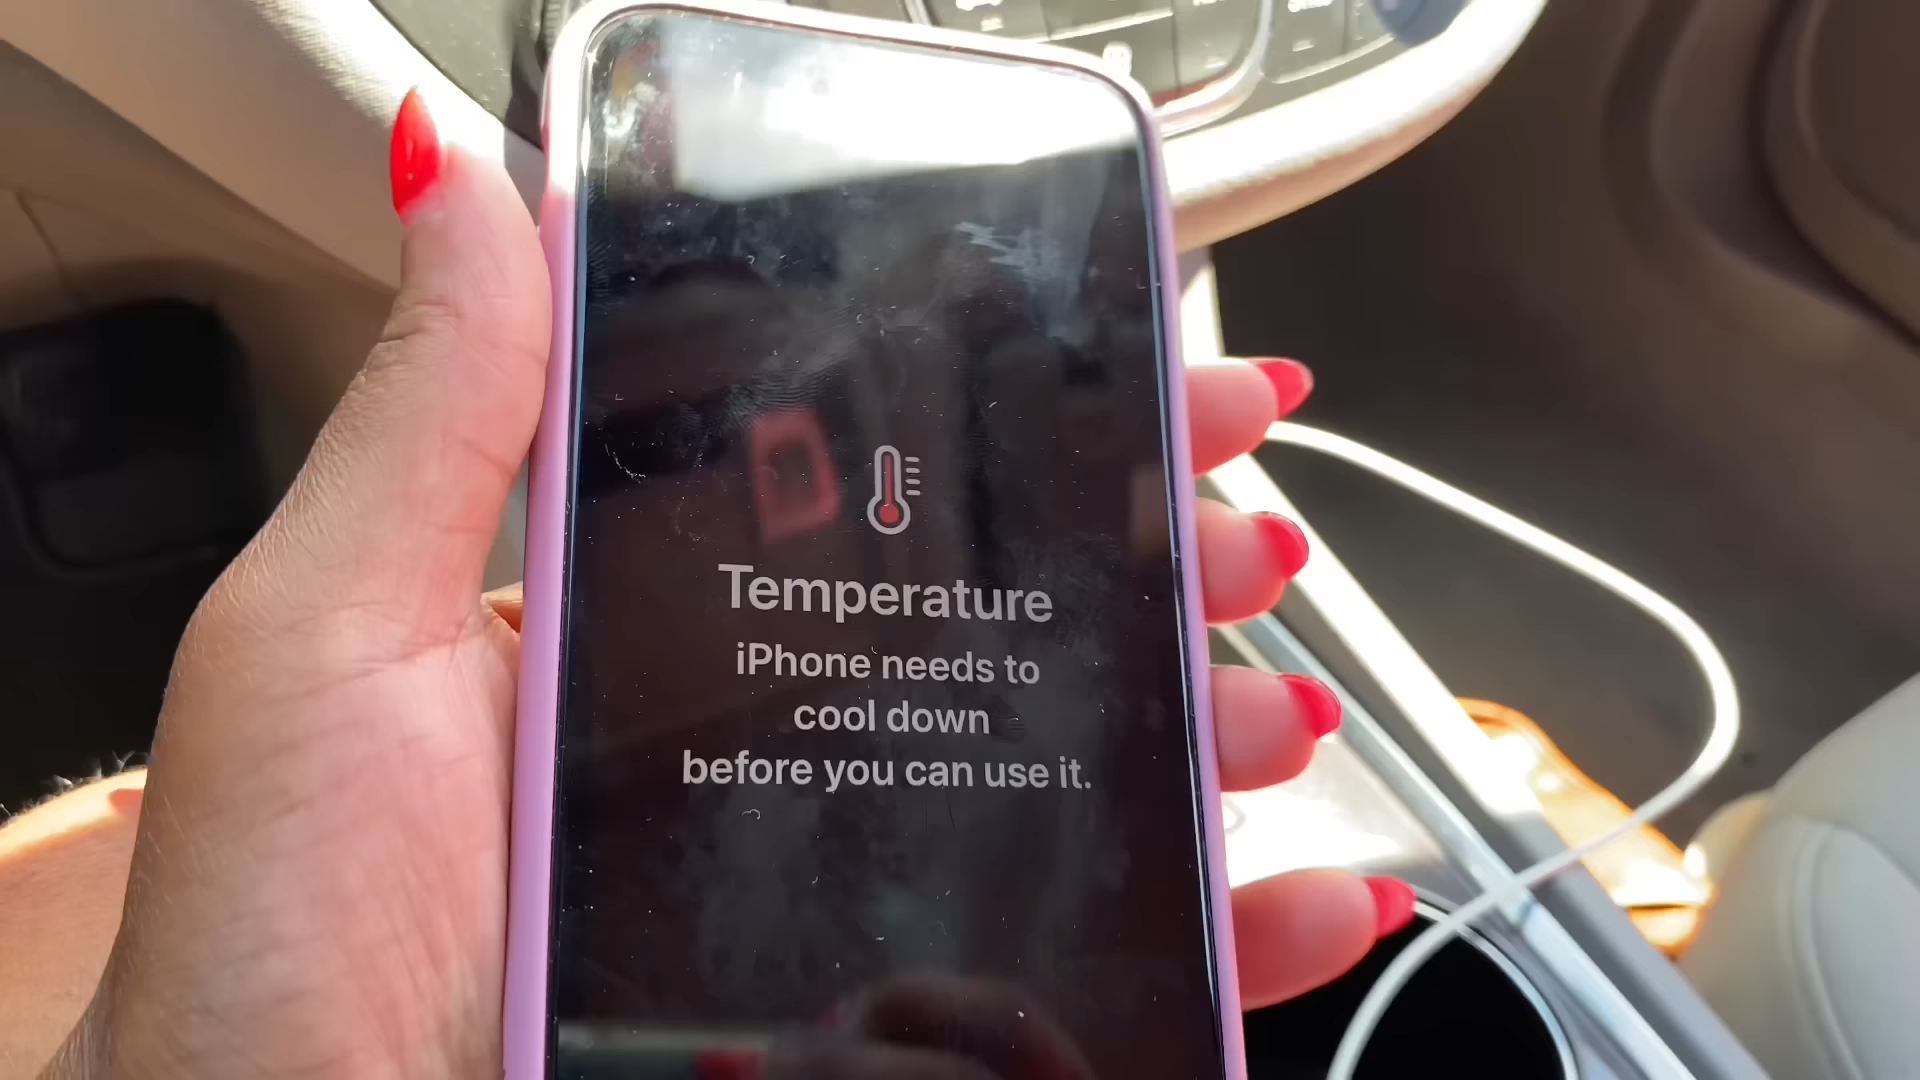 Temperature
iPhone needs to
cool down
before you can use it.